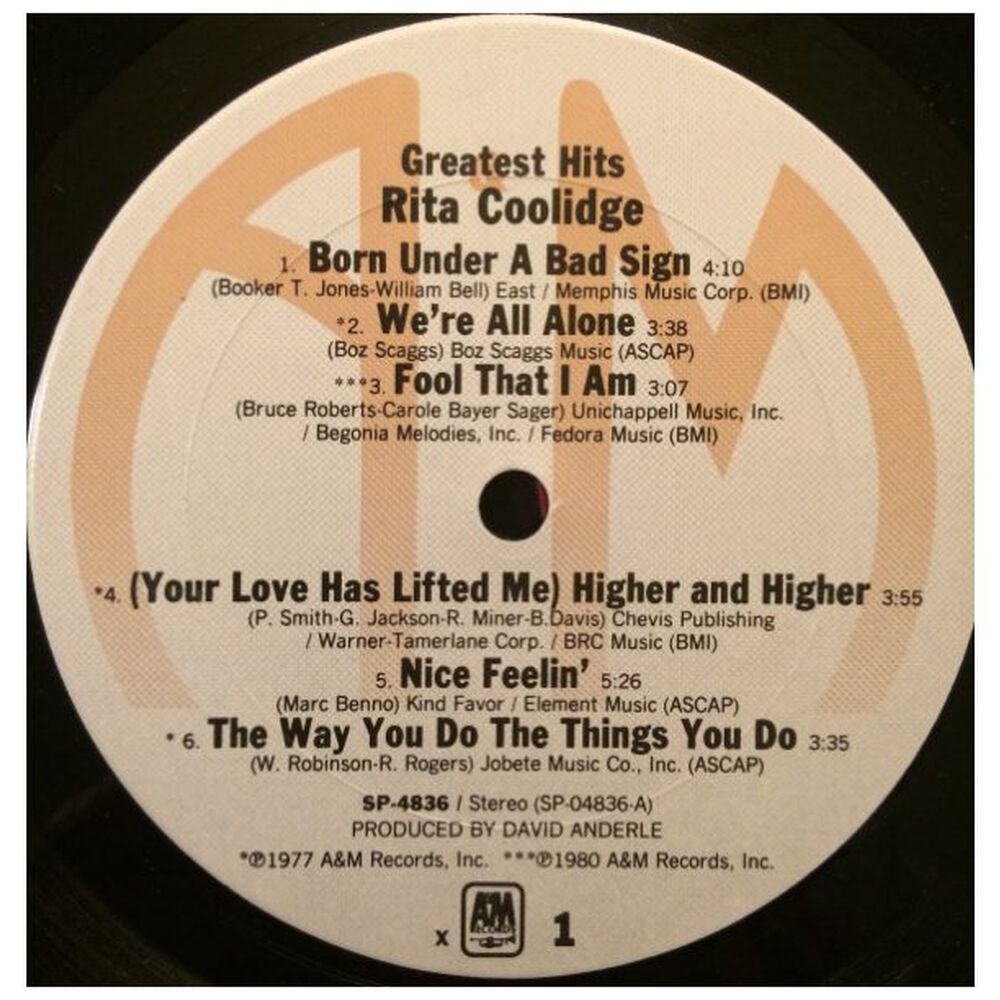 Greatest Hits
Rita Coolidge
1. Born Under A Bad Sign 4:10
(Booker T. Jones-William Bell) East / Memphis Music Corp. (BMI)
*2. We're All Alone 3:38
(Boz Scaggs) Boz Scaggs Music (ASCAP)
***3. Fool That I Am 3:07
(Bruce Roberts-Carole Bayer Sager) Unichappell Music, Inc.
/ Begonia Melodies, Inc. / Fedora Music (BMI)
*4. (Your Love Has Lifted Me) Higher and Higher 3:55
(P. Smith-G. Jackson-R. Miner-B.Davis) Chevis Publishing
/ Warner-Tamerlane Corp. / BRC Music (BMI)
5. Nice Feelin' 5:26
(Marc Benno) Kind Favor / Element Music (ASCAP)
* 6. The Way You Do The Things You Do 3:35
(W. Robinson-R. Rogers) Jobete Music Co., Inc. (ASCAP)
SP-4836 / Stereo (SP-04836-A)
PRODUCED BY DAVID ANDERLE
*℗1977 A&M Records, Inc. ***℗1980 A&M Records, Inc.
A&M
RECORDS
x 1